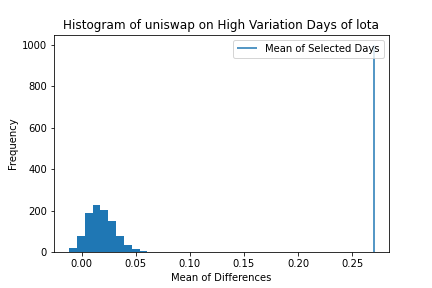 Histogram of uniswap on High Variation Days of Iota
Mean of Selected Days
Frequency
1000
800
600
400
200
0
0.00 0.05 0.10 0.15 0.20 0.25
Mean of Differences